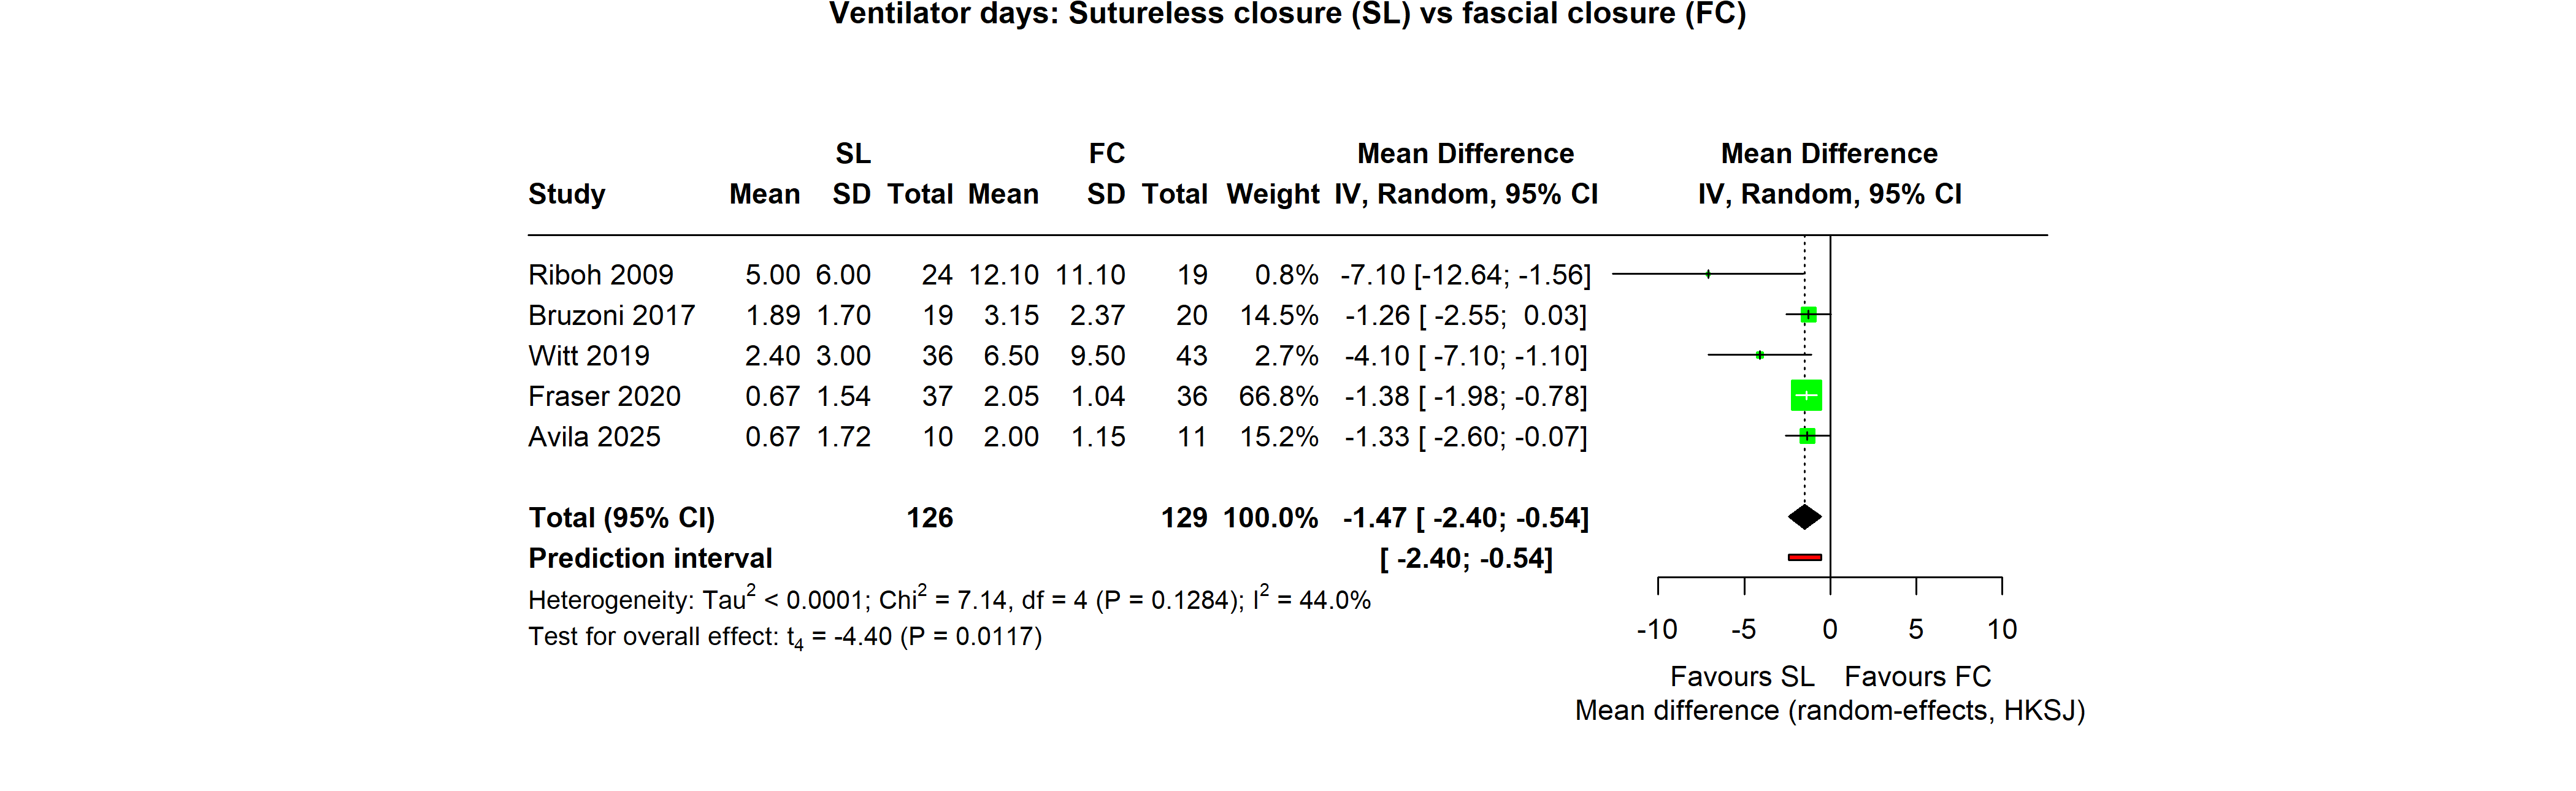 Ventilator days: Sutureless closure (SL) vs fascial closure (FC)
SL FC Mean Difference Mean Difference
Study Mean SD Total Mean SD Total Weight IV, Random, 95% CI IV, Random, 95% CI
Riboh 2009 5.00 6.00 24 12.10 11.10 19 0.8% -7.10 [-12.64; -1.56]
Bruzoni 2017 1.89 1.70 19 3.15 2.37 20 14.5% -1.26 [ -2.55; 0.03]
Witt 2019 2.40 3.00 36 6.50 9.50 43 2.7% -4.10 [ -7.10; -1.10]
Fraser 2020 0.67 1.54 37 2.05 1.04 36 66.8% -1.38 [ -1.98; -0.78]
Avila 2025 0.67 1.72 10 2.00 1.15 11 15.2% -1.33 [ -2.60; -0.07]
Total (95% CI) 126 129 100.0% -1.47 [ -2.40; -0.54]
Prediction interval [ -2.40; -0.54]
Heterogeneity: Tau² < 0.0001; Chi² = 7.14, df = 4 (P = 0.1284); I² = 44.0%
Test for overall effect: t₄ = -4.40 (P = 0.0117)
-10 -5 0 5 10
Favours SL Favours FC
Mean difference (random-effects, HKSJ)